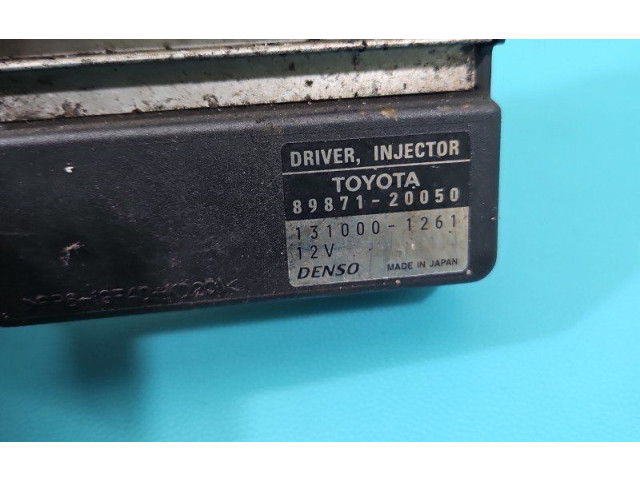 DRIVER, INJECTOR
TOYOTA
89871-20050
131000-1261
12V
DENSO MADE IN JAPAN